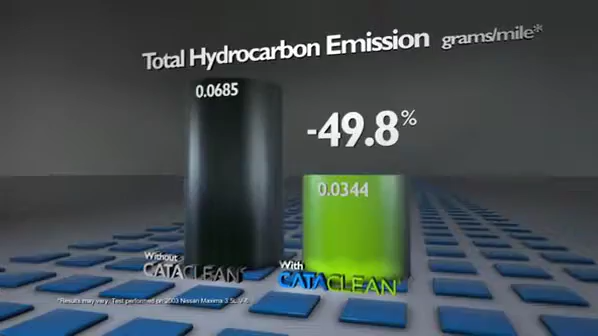 Total Hydrocarbon Emission grams/mile*
0.0685
-49.8%
0.0344
Without
CATACLEAN
With
CATACLEAN
*Results may vary. Test performed on 2003 Nissan Maxima 3.5L, V-6